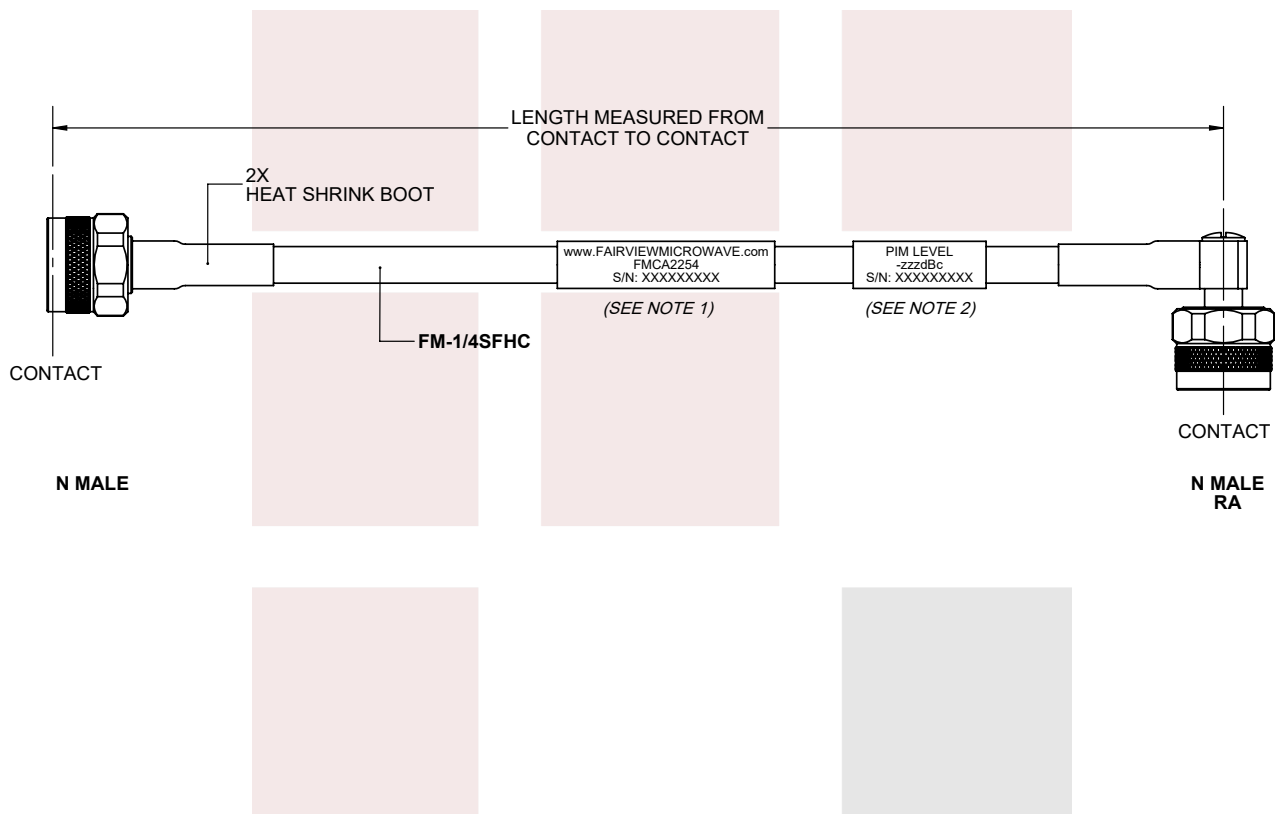 LENGTH MEASURED FROM
CONTACT TO CONTACT
2X
HEAT SHRINK BOOT
www.FAIRVIEWMICROWAVE.com
FMCA2254
S/N: XXXXXXXXX
PIM LEVEL
-zzzdBc
S/N: XXXXXXXXX
(SEE NOTE 1)
(SEE NOTE 2)
FM-1/4SFHC
CONTACT
CONTACT
N MALE
N MALE
RA